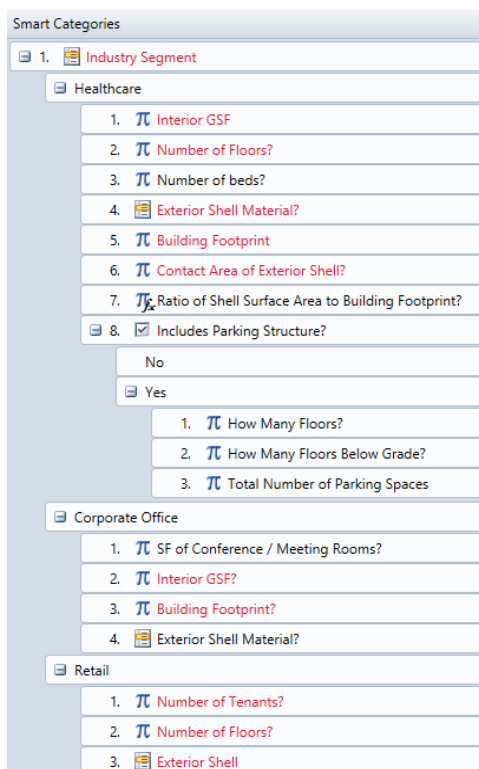 Smart Categories
1. Industry Segment
Healthcare
1. π Interior GSF
2. π Number of Floors?
3. π Number of beds?
4. Exterior Shell Material?
5. π Building Footprint
6. π Contact Area of Exterior Shell?
7. πfx Ratio of Shell Surface Area to Building Footprint?
8. Includes Parking Structure?
No
Yes
1. π How Many Floors?
2. π How Many Floors Below Grade?
3. π Total Number of Parking Spaces
Corporate Office
1. π SF of Conference / Meeting Rooms?
2. π Interior GSF?
3. π Building Footprint?
4. Exterior Shell Material?
Retail
1. π Number of Tenants?
2. π Number of Floors?
3. Exterior Shell